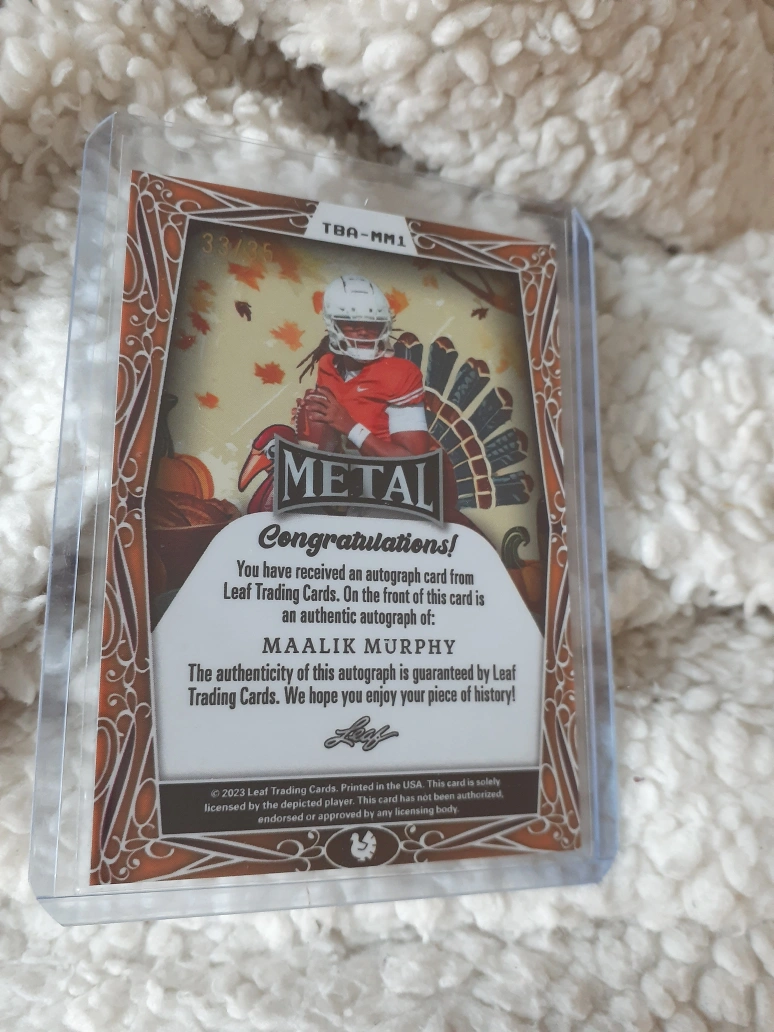 TBA-MM1
33/35
METAL
Congratulations!
You have received an autograph card from
Leaf Trading Cards. On the front of this card is
an authentic autograph of:
MAALIK MURPHY
The authenticity of this autograph is guaranteed by Leaf
Trading Cards. We hope you enjoy your piece of history!
Leaf
© 2023 Leaf Trading Cards. Printed in the USA. This card is solely
licensed by the depicted player. This card has not been authorized,
endorsed or approved by any licensing body.